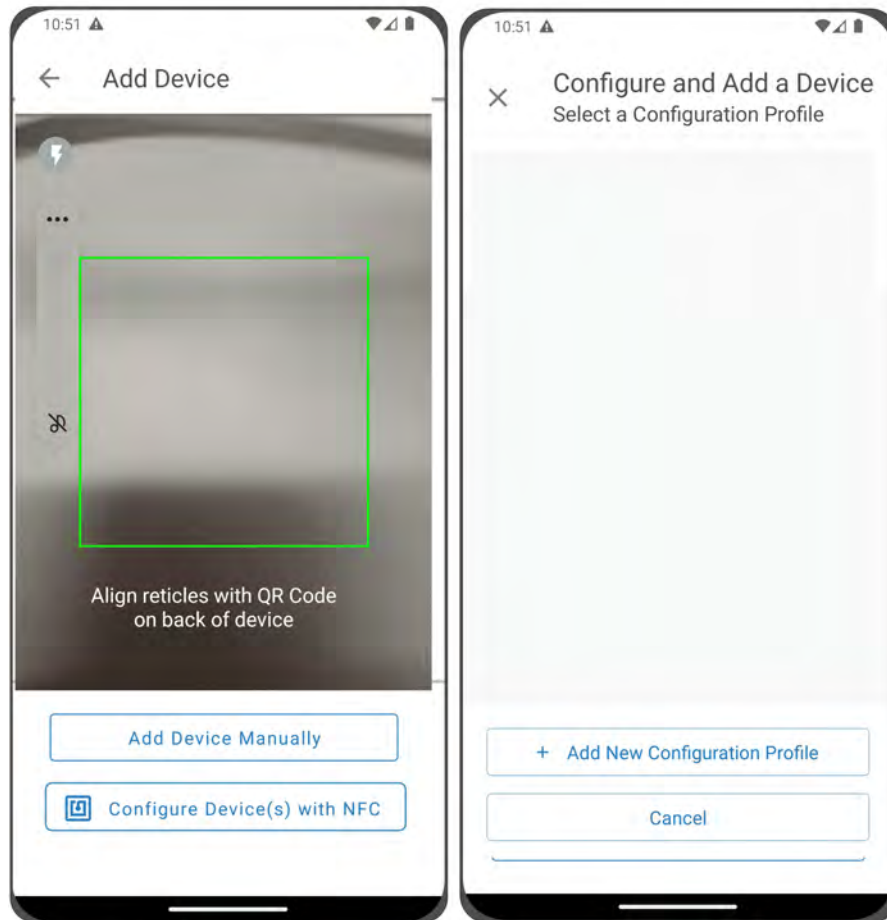 10:51
Add Device
Align reticles with QR Code
on back of device
Add Device Manually
Configure Device(s) with NFC
10:51
Configure and Add a Device
Select a Configuration Profile
+ Add New Configuration Profile
Cancel